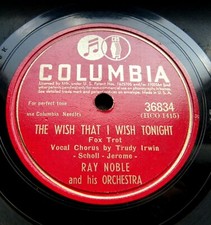 COLUMBIA
For perfect tone
use Columbia Needles
36834
(HCO 1415)
THE WISH THAT I WISH TONIGHT
Fox Trot
Vocal Chorus by Trudy Irwin
- Scholl - Jerome -
RAY NOBLE
and his ORCHESTRA